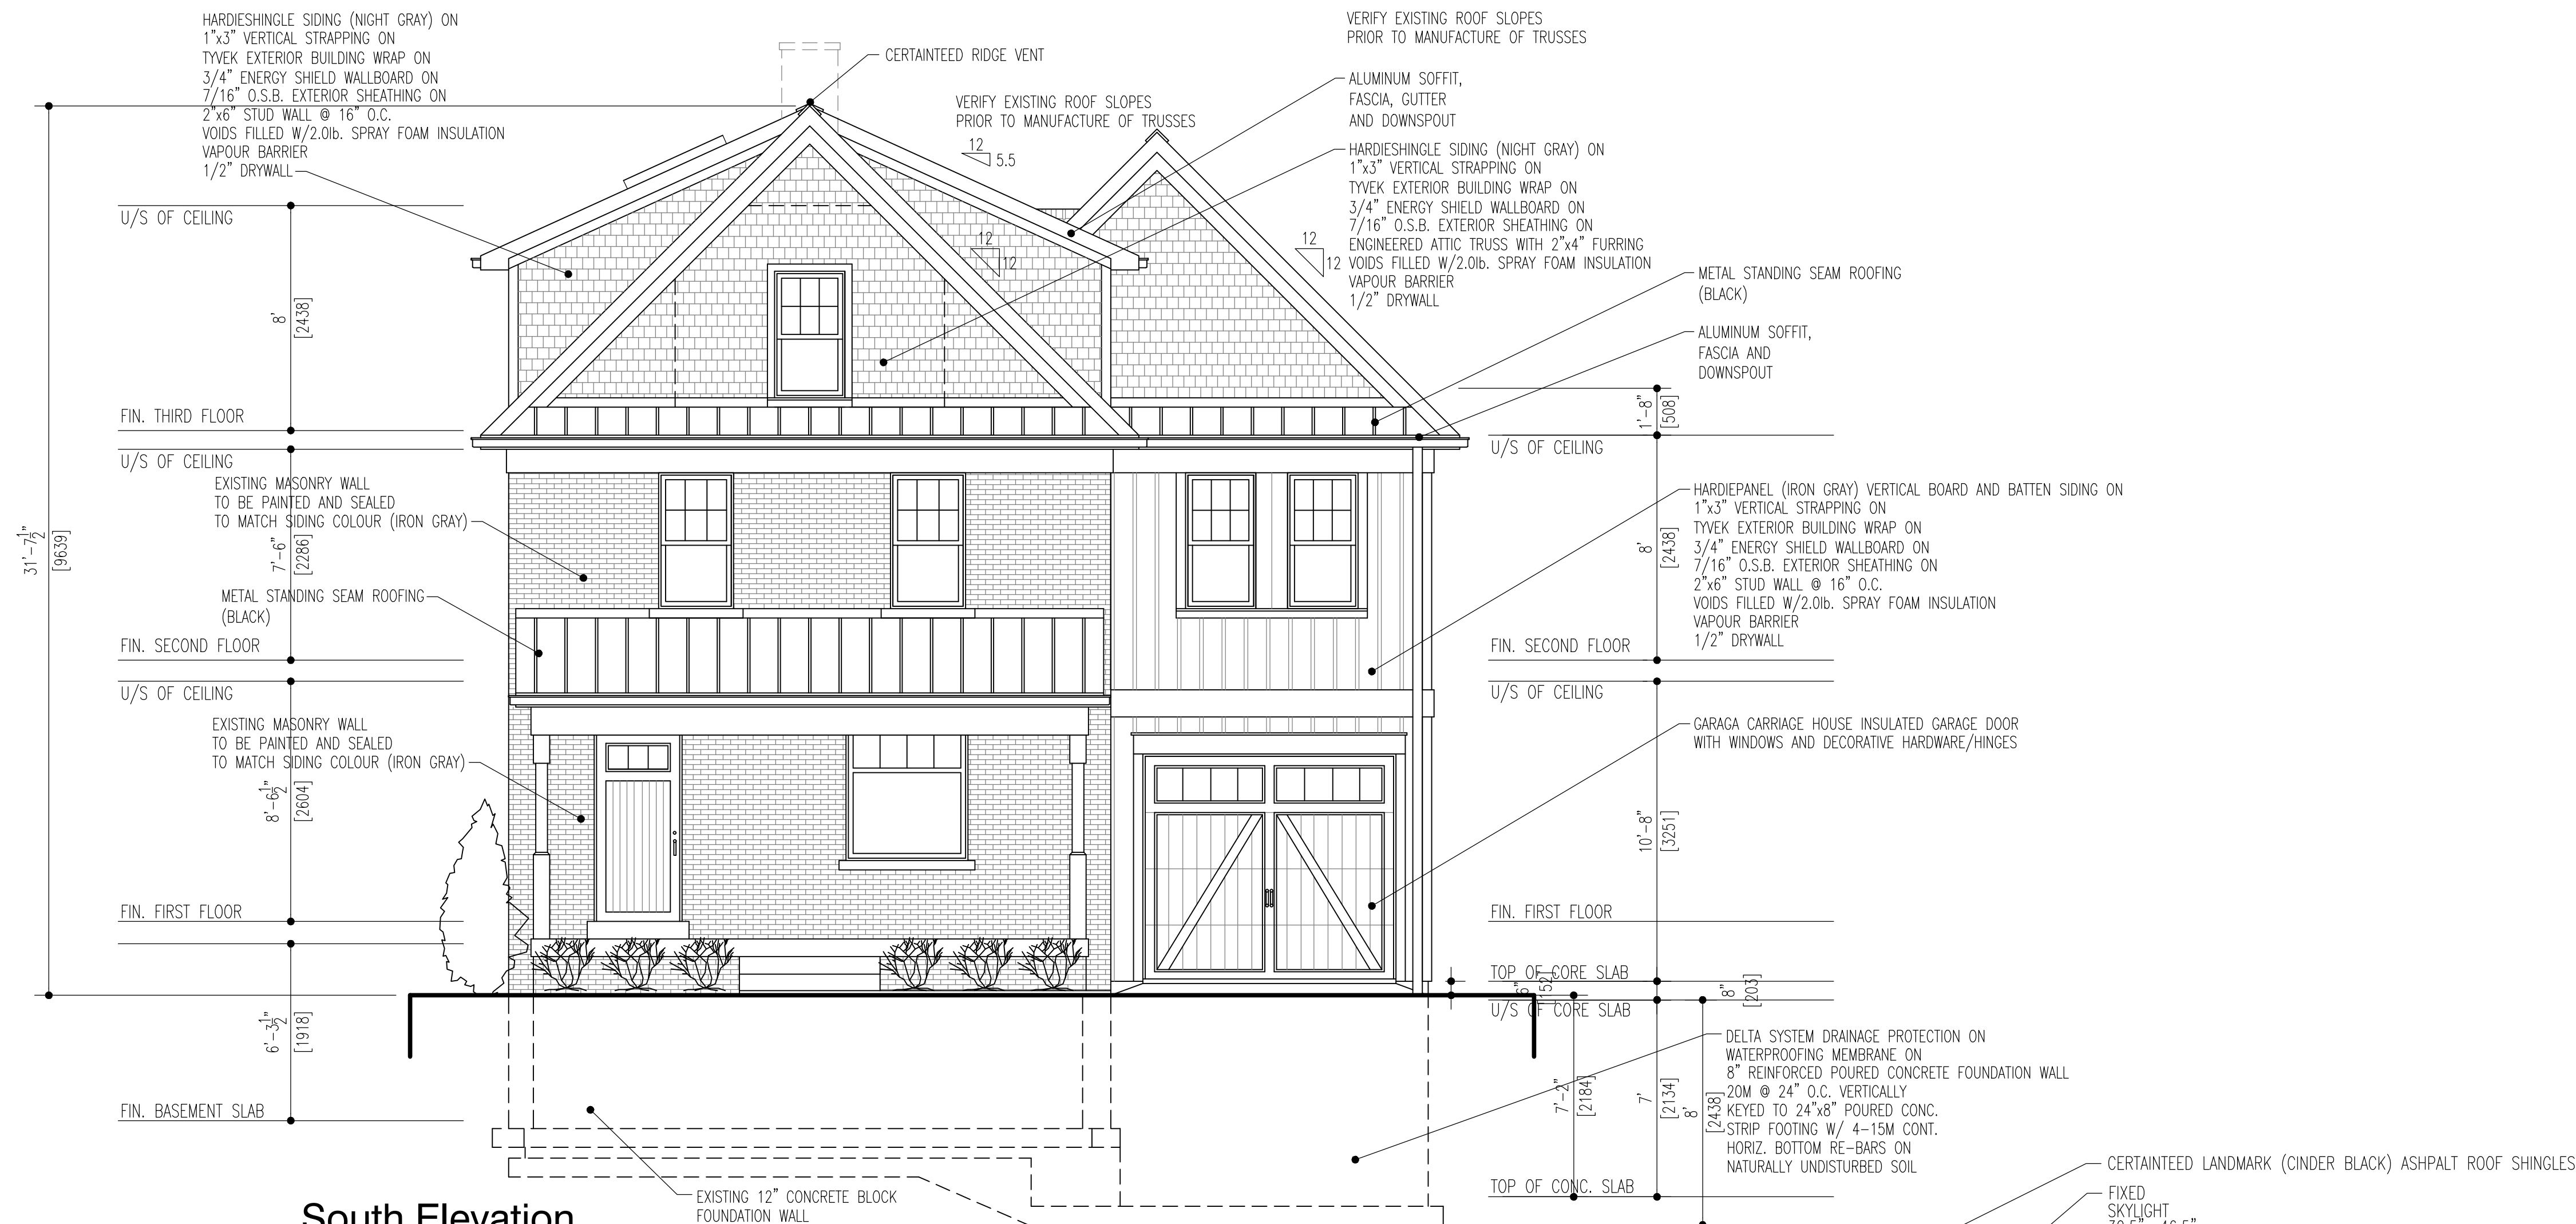 HARDIESHINGLE SIDING (NIGHT GRAY) ON
1"x3" VERTICAL STRAPPING ON
TYVEK EXTERIOR BUILDING WRAP ON
3/4" ENERGY SHIELD WALLBOARD ON
7/16" O.S.B. EXTERIOR SHEATHING ON
2"x6" STUD WALL @ 16" O.C.
VOIDS FILLED W/2.0lb. SPRAY FOAM INSULATION
VAPOUR BARRIER
1/2" DRYWALL
CERTAINTEED RIDGE VENT
VERIFY EXISTING ROOF SLOPES
PRIOR TO MANUFACTURE OF TRUSSES
12
5.5
VERIFY EXISTING ROOF SLOPES
PRIOR TO MANUFACTURE OF TRUSSES
ALUMINUM SOFFIT,
FASCIA, GUTTER
AND DOWNSPOUT
HARDIESHINGLE SIDING (NIGHT GRAY) ON
1"x3" VERTICAL STRAPPING ON
TYVEK EXTERIOR BUILDING WRAP ON
3/4" ENERGY SHIELD WALLBOARD ON
7/16" O.S.B. EXTERIOR SHEATHING ON
ENGINEERED ATTIC TRUSS WITH 2"x4" FURRING
VOIDS FILLED W/2.0lb. SPRAY FOAM INSULATION
VAPOUR BARRIER
1/2" DRYWALL
12
12
12
12
METAL STANDING SEAM ROOFING
(BLACK)
ALUMINUM SOFFIT,
FASCIA AND
DOWNSPOUT
U/S OF CEILING
8'
[2438]
FIN. THIRD FLOOR
U/S OF CEILING
EXISTING MASONRY WALL
TO BE PAINTED AND SEALED
TO MATCH SIDING COLOUR (IRON GRAY)
7'-6"
[2286]
31'-7 1/2"
[9639]
METAL STANDING SEAM ROOFING
(BLACK)
FIN. SECOND FLOOR
U/S OF CEILING
EXISTING MASONRY WALL
TO BE PAINTED AND SEALED
TO MATCH SIDING COLOUR (IRON GRAY)
8'-6 1/2"
[2604]
FIN. FIRST FLOOR
6'-3 1/2"
[1918]
FIN. BASEMENT SLAB
1'-8"
[508]
U/S OF CEILING
8'
[2438]
HARDIEPANEL (IRON GRAY) VERTICAL BOARD AND BATTEN SIDING ON
1"x3" VERTICAL STRAPPING ON
TYVEK EXTERIOR BUILDING WRAP ON
3/4" ENERGY SHIELD WALLBOARD ON
7/16" O.S.B. EXTERIOR SHEATHING ON
2"x6" STUD WALL @ 16" O.C.
VOIDS FILLED W/2.0lb. SPRAY FOAM INSULATION
VAPOUR BARRIER
1/2" DRYWALL
FIN. SECOND FLOOR
U/S OF CEILING
GARAGA CARRIAGE HOUSE INSULATED GARAGE DOOR
WITH WINDOWS AND DECORATIVE HARDWARE/HINGES
10'-8"
[3251]
FIN. FIRST FLOOR
TOP OF CORE SLAB
6"
[152]
8"
[203]
U/S OF CORE SLAB
DELTA SYSTEM DRAINAGE PROTECTION ON
WATERPROOFING MEMBRANE ON
8" REINFORCED POURED CONCRETE FOUNDATION WALL
20M @ 24" O.C. VERTICALLY
KEYED TO 24"x8" POURED CONC.
STRIP FOOTING W/ 4-15M CONT.
HORIZ. BOTTOM RE-BARS ON
NATURALLY UNDISTURBED SOIL
7'-2"
[2184]
7'
[2134]
8'
[2438]
TOP OF CONC. SLAB
CERTAINTEED LANDMARK (CINDER BLACK) ASHPALT ROOF SHINGLES
FIXED
SKYLIGHT
EXISTING 12" CONCRETE BLOCK
FOUNDATION WALL
South Elevation